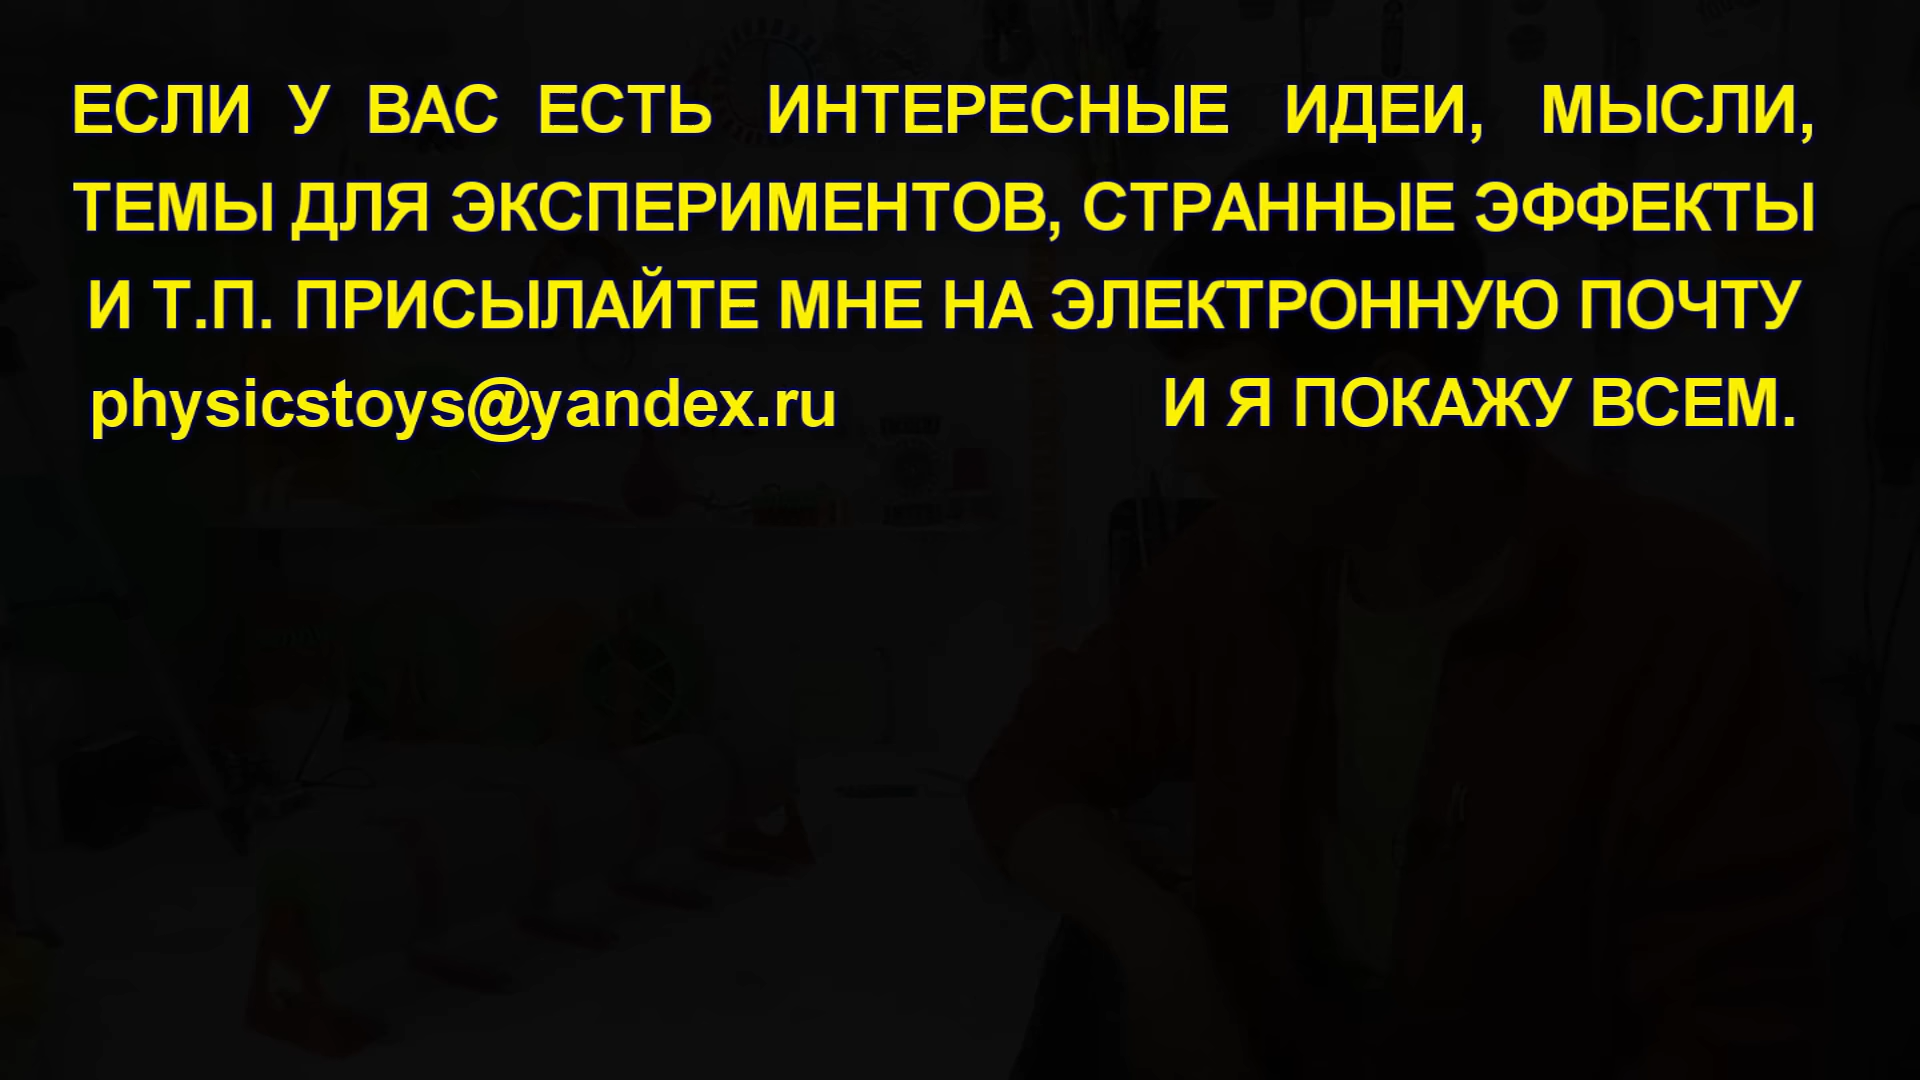 ЕСЛИ У ВАС ЕСТЬ ИНТЕРЕСНЫЕ ИДЕИ, МЫСЛИ,
ТЕМЫ ДЛЯ ЭКСПЕРИМЕНТОВ, СТРАННЫЕ ЭФФЕКТЫ
И Т.П. ПРИСЫЛАЙТЕ МНЕ НА ЭЛЕКТРОННУЮ ПОЧТУ
physicstoys@yandex.ru И Я ПОКАЖУ ВСЕМ.